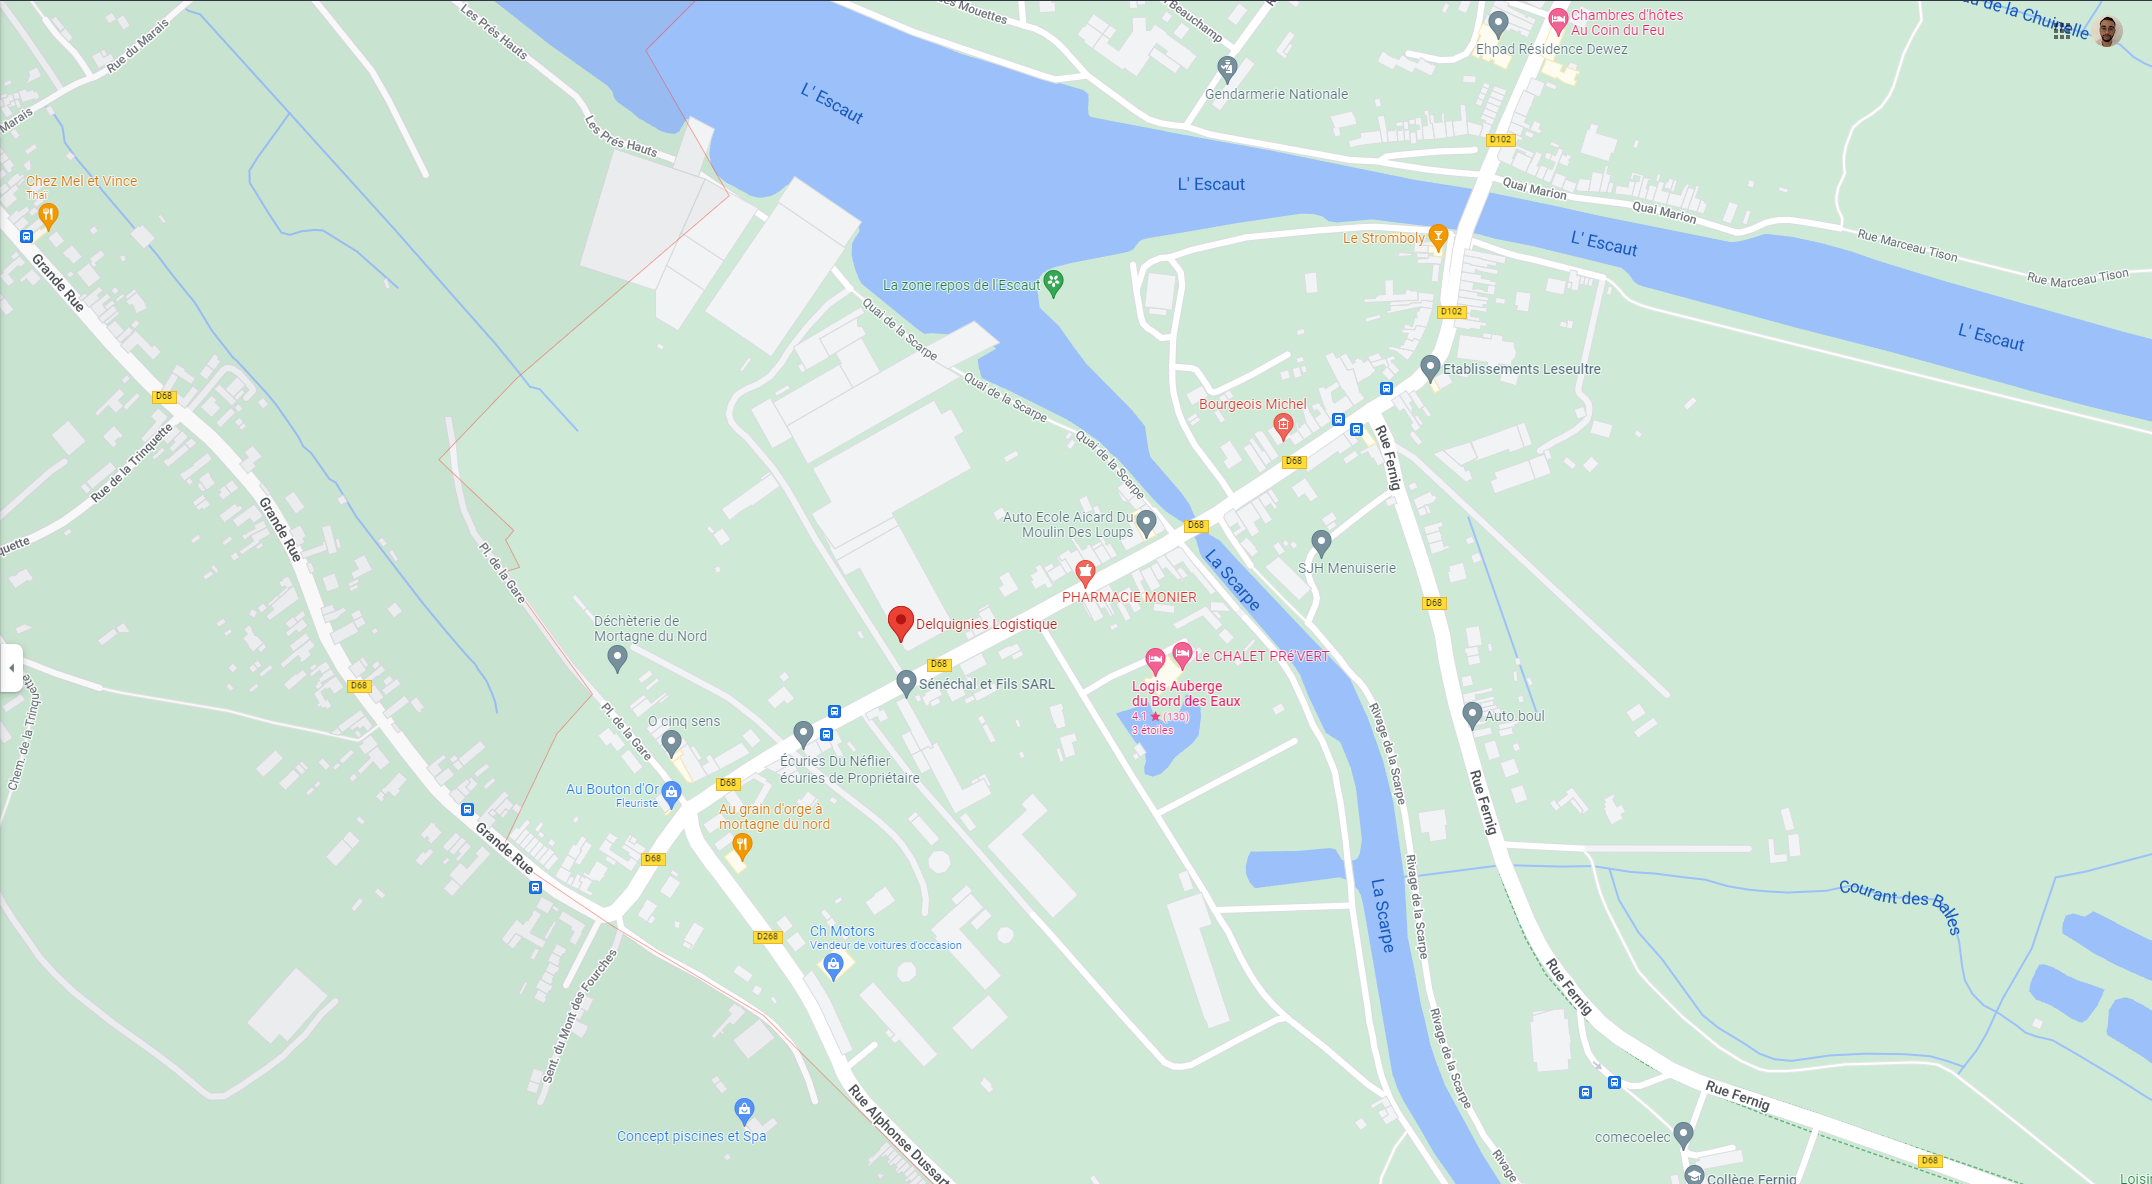 Rue du Marais
Les Prés Hauts
Beauchamp
Chambres d'hôtes
Au Coin du Feu
Ehpad Résidence Dewez
Gendarmerie Nationale
L' Escaut
Marais
Les Prés Hauts
D102
Chez Mel et Vince
Thaï
L' Escaut
Quai Marion
Quai Marion
Le Stromboly
L' Escaut
Rue Marceau Tison
Rue Marceau Tison
Grande Rue
La zone repos de l'Escaut
D102
Quai de la Scarpe
L' Escaut
Etablissements Leseultre
D68
Quai de la Scarpe
Bourgeois Michel
Rue de la Trinquette
Quai de la Scarpe
Rue Fernig
D68
Grande Rue
Auto Ecole Aicard Du
Moulin Des Loups
D68
Pl. de la Gare
La Scarpe
SJH Menuiserie
PHARMACIE MONIER
D68
Déchèterie de
Mortagne du Nord
Delquignies Logistique
D68
Le CHALET PRé'VERT
Sénéchal et Fils SARL
Logis Auberge
du Bord des Eaux
4.1 ★ (130)
3 étoiles
D68
Chem. de la Trinquette
Pl. de la Gare
O cinq sens
Rivage de la Scarpe
Auto.boul
Écuries Du Néflier
écuries de Propriétaire
D68
Au Bouton d'Or
Fleuriste
Au grain d'orge à
mortagne du nord
Rue Fernig
Grande Rue
D68
Rivage de la Scarpe
La Scarpe
Courant des Balles
D268
Ch Motors
Vendeur de voitures d'occasion
Sent. du Mont des Fourches
Rue Fernig
Rivage de la Scarpe
Rue Alphonse Dussart
Rue Fernig
Concept piscines et Spa
comecoelec
D68
Rivage
Collège Fernig